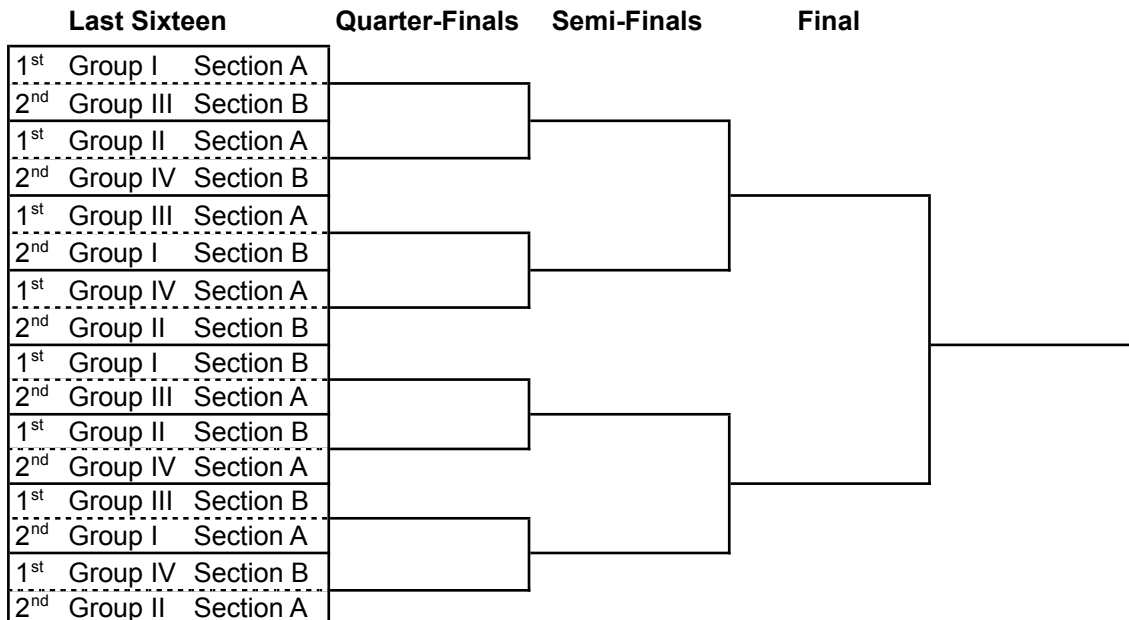 Last Sixteen Quarter-Finals Semi-Finals Final
1st Group I Section A
2nd Group III Section B
1st Group II Section A
2nd Group IV Section B
1st Group III Section A
2nd Group I Section B
1st Group IV Section A
2nd Group II Section B
1st Group I Section B
2nd Group III Section A
1st Group II Section B
2nd Group IV Section A
1st Group III Section B
2nd Group I Section A
1st Group IV Section B
2nd Group II Section A